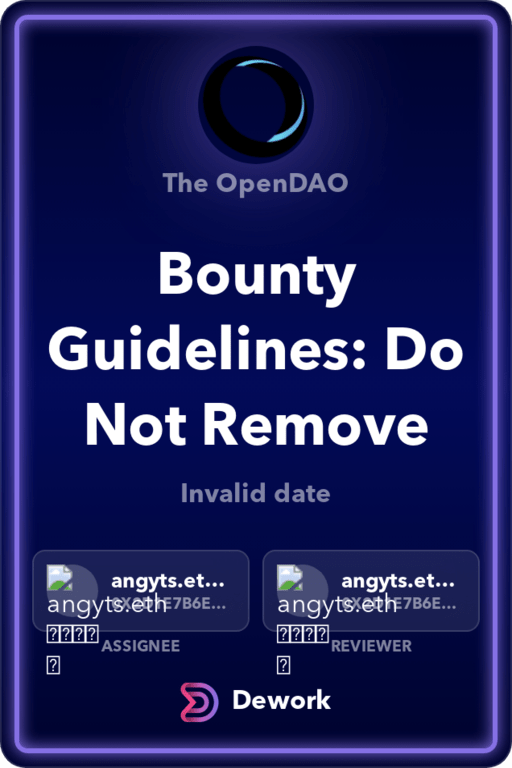 The OpenDAO
Bounty
Guidelines: Do
Not Remove
Invalid date
angyts.et... angyts.et...
angyts.eth angyts.eth
ASSIGNEE REVIEWER
Dework